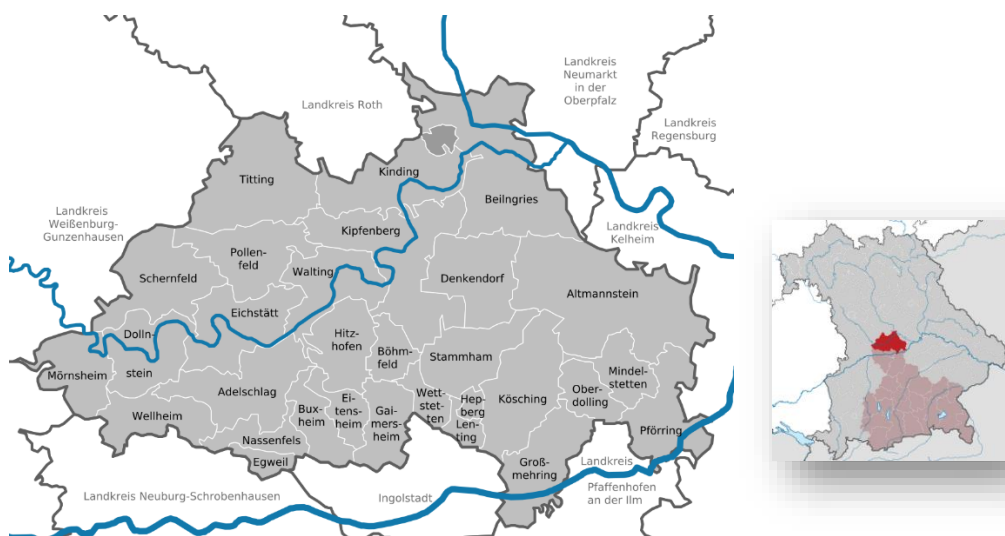 Landkreis
Neumarkt
in der
Oberpfalz
Landkreis Roth
Landkreis
Regensburg
Kinding
Titting
Beilngries
Landkreis
Weißenburg-
Gunzenhausen
Kipfenberg
Landkreis
Kelheim
Pollen-
feld
Walting
Schernfeld
Denkendorf
Altmannstein
Eichstätt
Dolln-
stein
Hitz-
hofen
Böhm-
feld
Stammham
Mörnsheim
Mindel-
stetten
Adelschlag
Ober-
dolling
Kösching
Wett-
stet-
ten
Hep-
berg
Len-
ting
Wellheim
Bux-
heim
Ei-
tens-
heim
Gai-
mers-
heim
Pförring
Nassenfels
Egweil
Groß-
mehring
Landkreis
Pfaffenhofen
an der Ilm
Landkreis Neuburg-Schrobenhausen
Ingolstadt